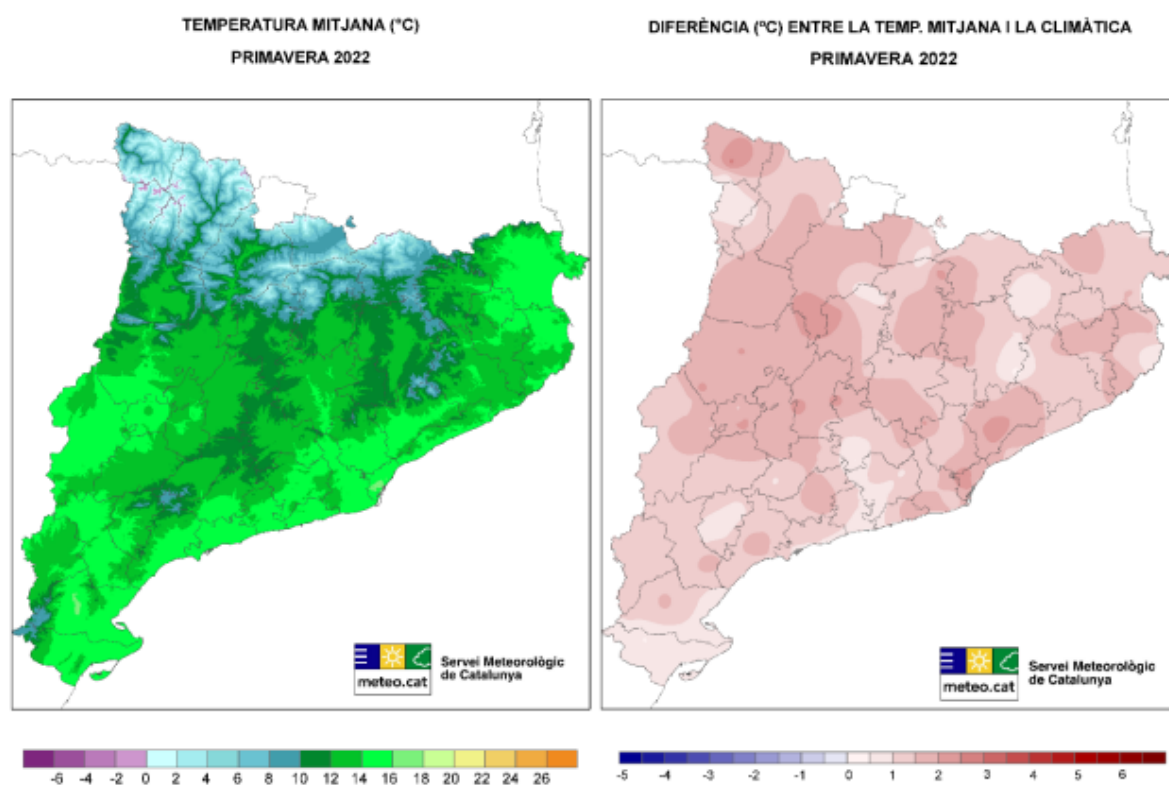 TEMPERATURA MITJANA (°C)
PRIMAVERA 2022
DIFERÈNCIA (ºC) ENTRE LA TEMP. MITJANA I LA CLIMÀTICA
PRIMAVERA 2022
meteo.cat
Servei Meteorològic
de Catalunya
meteo.cat
Servei Meteorològic
de Catalunya
-6 -4 -2 0 2 4 6 8 10 12 14 16 18 20 22 24 26
-5 -4 -3 -2 -1 0 1 2 3 4 5 6